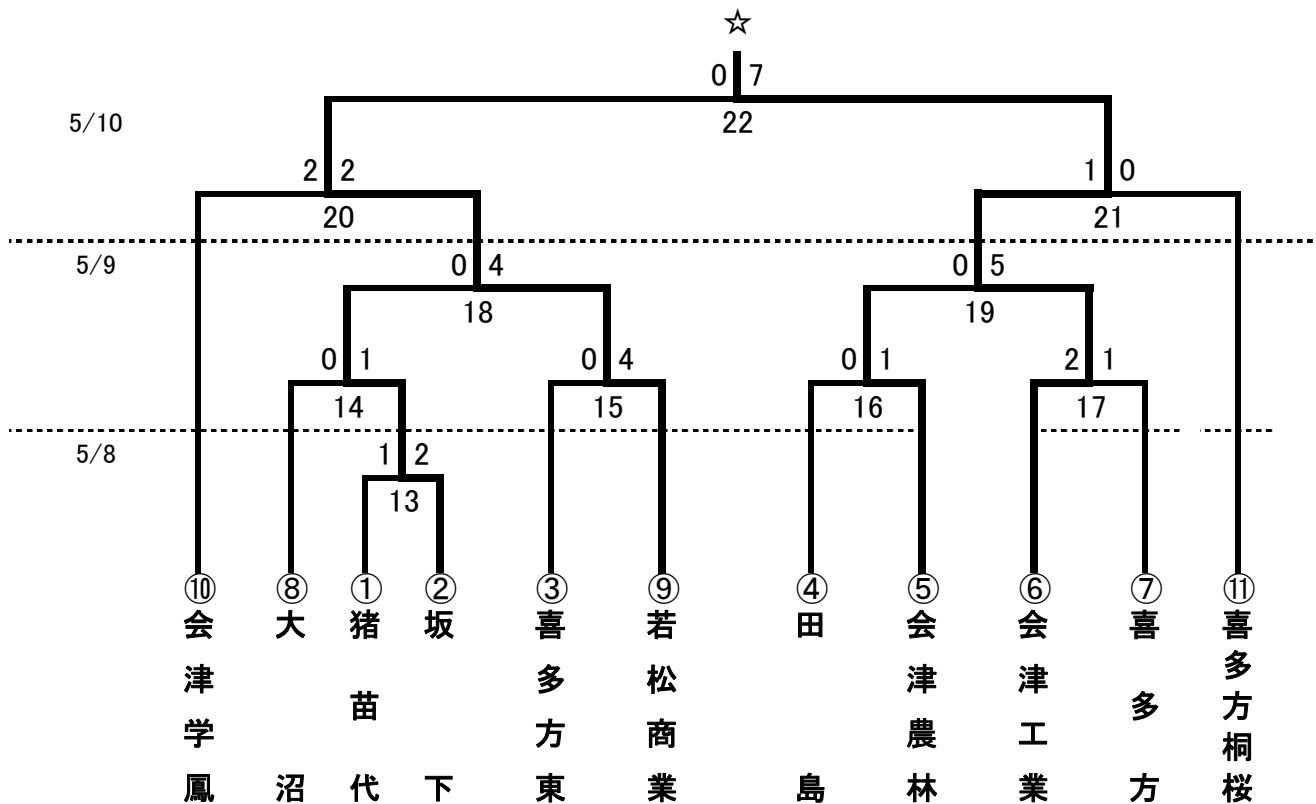 ☆
0 7
22
5/10
2 2
1 0
20
21
5/9
0 4
0 5
18
19
0 1
0 4
0 1
2 1
14
15
16
17
5/8
1 2
13
⑩会津学鳳
⑧大沼
①猪苗代
②坂下
③喜多方東
⑨若松商業
④田島
⑤会津農林
⑥会津工業
⑦喜多方
⑪喜多方桐桜